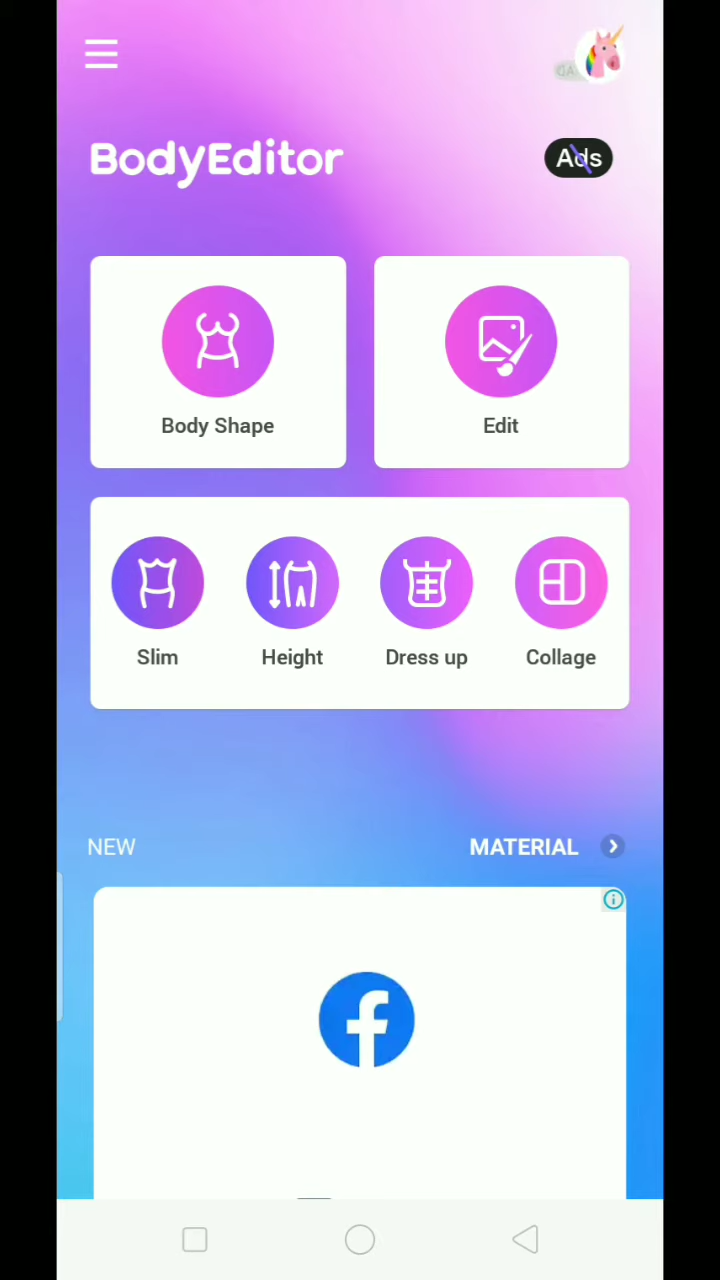 BodyEditor
Ads
Body Shape
Edit
Slim
Height
Dress up
Collage
NEW
MATERIAL